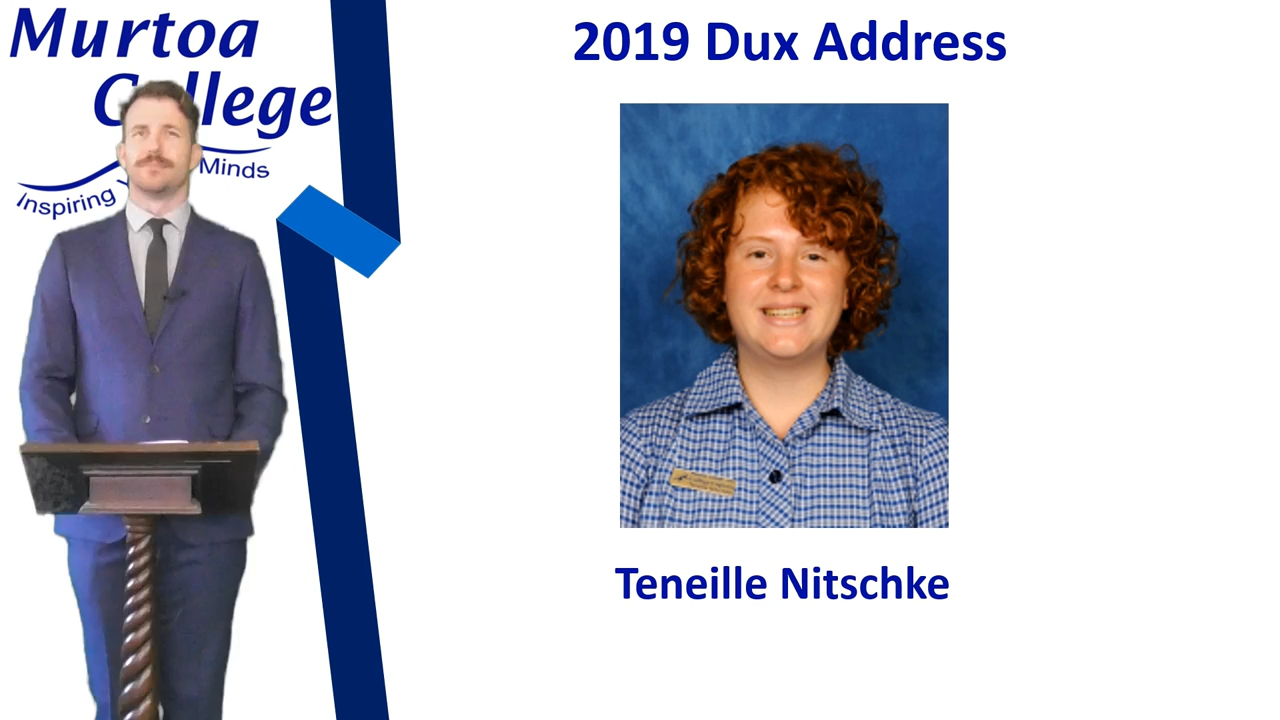 Murtoa
College
Inspiring Minds
2019 Dux Address
Teneille Nitschke